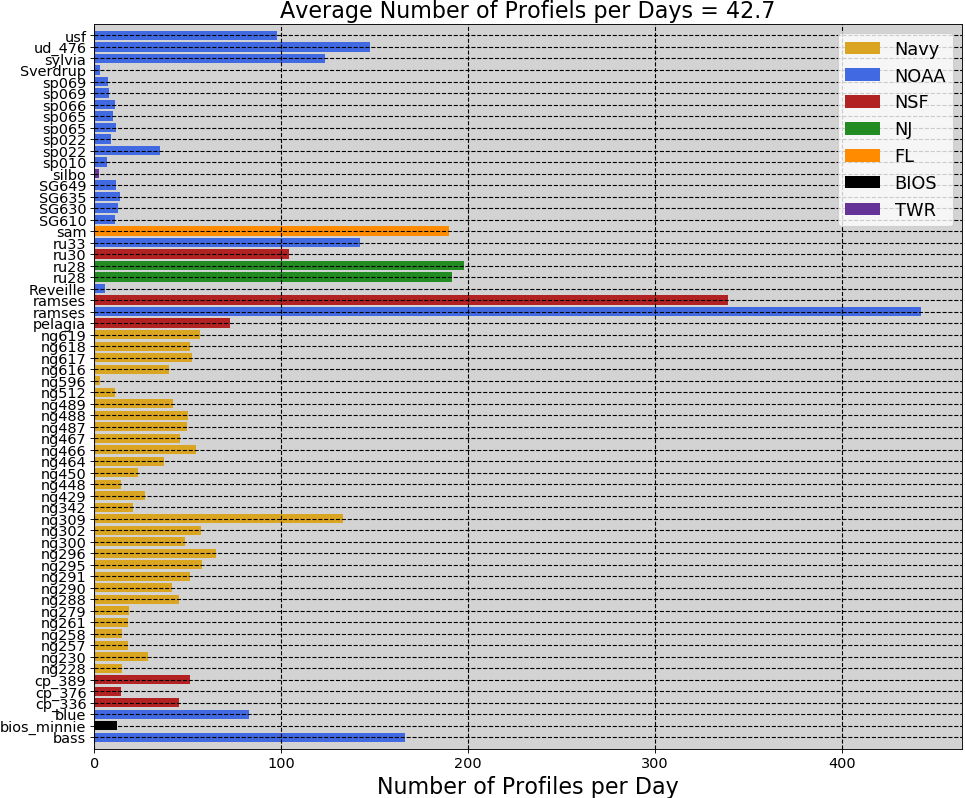 Average Number of Profiels per Days = 42.7
usf
ud_476
sylvia
Sverdrup
sp069
sp069
sp066
sp065
sp065
sp022
sp022
sp010
silbo
SG649
SG635
SG630
SG610
sam
ru33
ru30
ru28
ru28
Reveille
ramses
ramses
pelagia
ng619
ng618
ng617
ng616
ng596
ng512
ng489
ng488
ng487
ng467
ng466
ng464
ng450
ng448
ng429
ng342
ng309
ng302
ng300
ng296
ng295
ng291
ng290
ng288
ng279
ng261
ng258
ng257
ng230
ng228
cp_389
cp_376
cp_336
blue
bios_minnie
bass
Navy
NOAA
NSF
NJ
FL
BIOS
TWR
0 100 200 300 400
Number of Profiles per Day